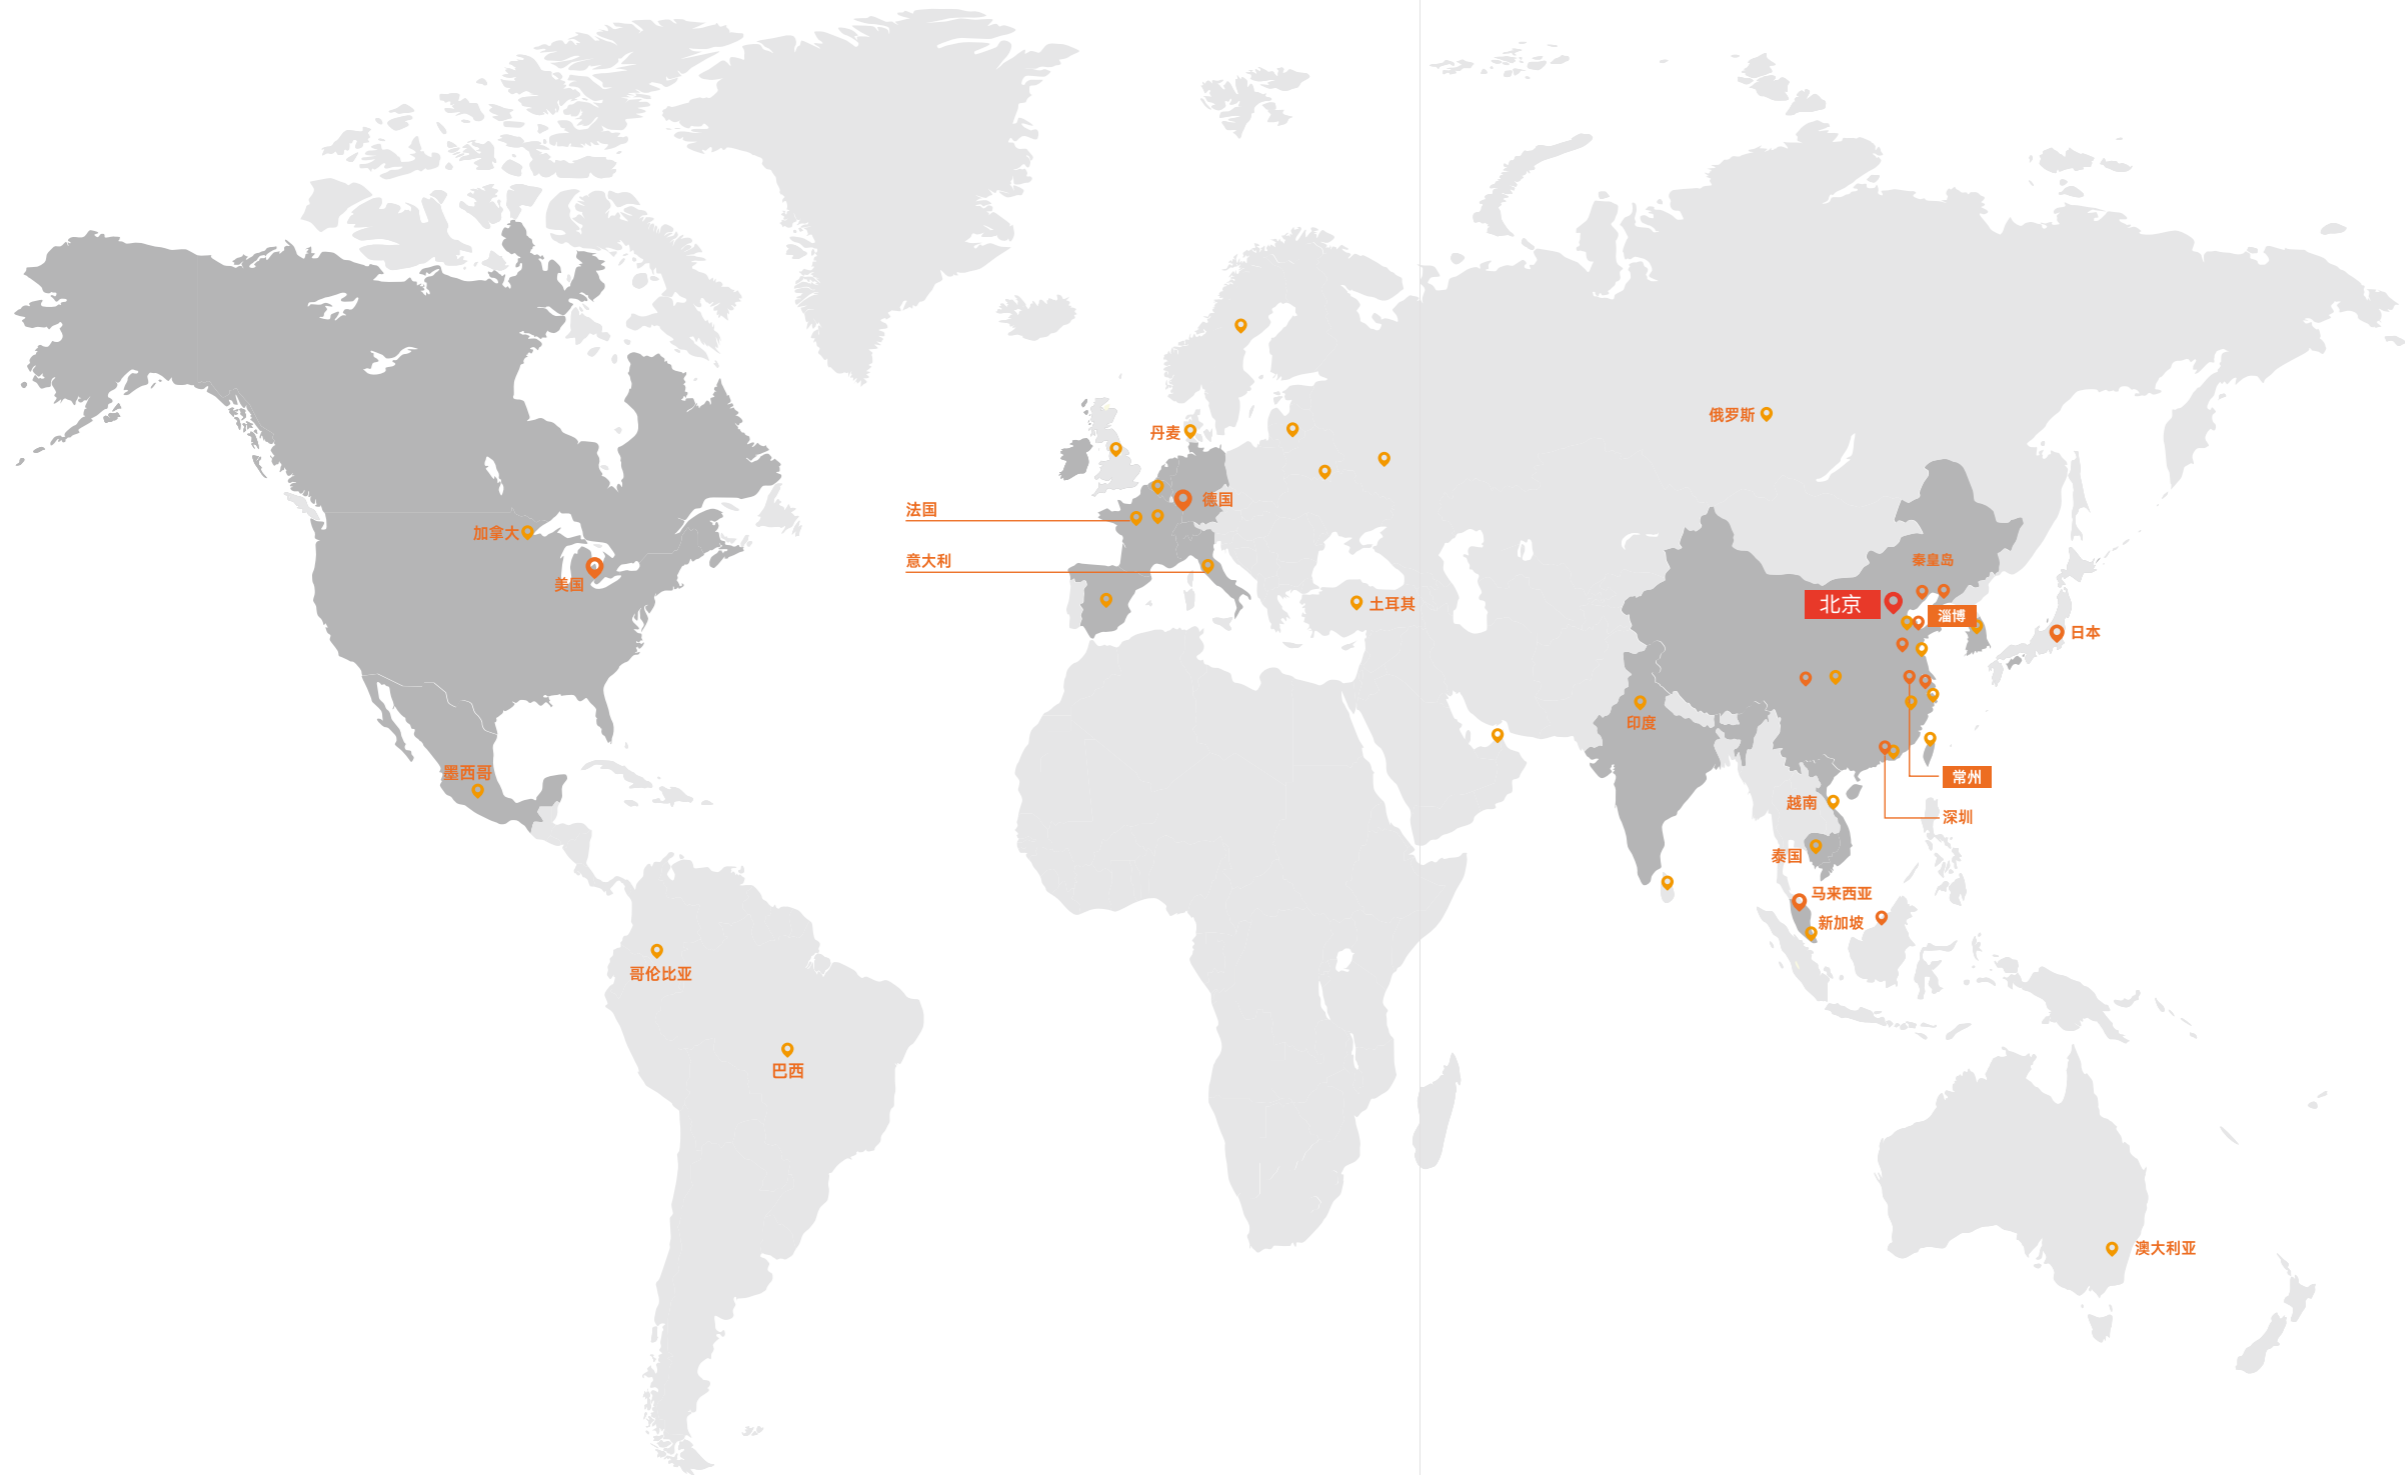 俄罗斯
丹麦
德国
法国
加拿大
意大利
秦皇岛
美国
北京
土耳其
淄博
日本
印度
墨西哥
常州
越南
深圳
泰国
马来西亚
新加坡
哥伦比亚
巴西
澳大利亚